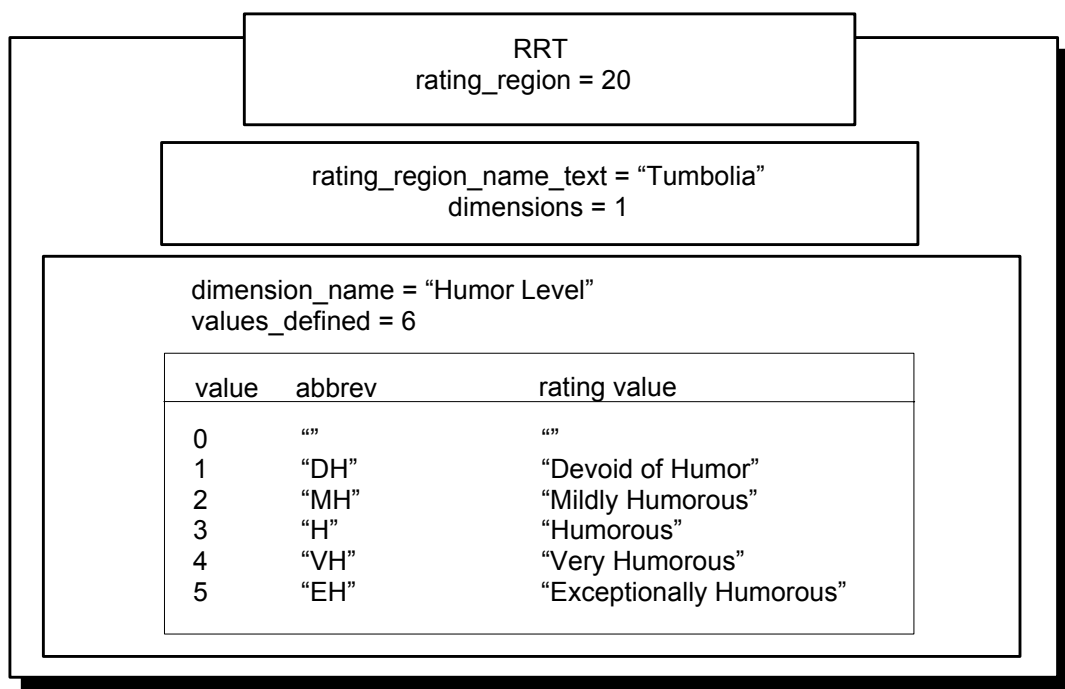 RRT
rating_region = 20
rating_region_name_text = “Tumbolia”
dimensions = 1
dimension_name = “Humor Level”
values_defined = 6
value abbrev rating value
0 “” “”
1 “DH” “Devoid of Humor”
2 “MH” “Mildly Humorous”
3 “H” “Humorous”
4 “VH” “Very Humorous”
5 “EH” “Exceptionally Humorous”